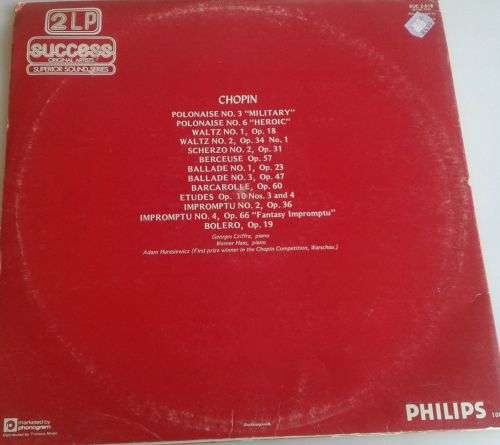 2 LP
success
ORIGINAL ARTISTS
SUPERIOR SOUND SERIES
CHOPIN
POLONAISE NO. 3 "MILITARY"
POLONAISE NO. 6 "HEROIC"
WALTZ NO. 1, Op. 18
WALTZ NO. 2, Op. 34 No. 1
SCHERZO NO. 2, Op. 31
BERCEUSE Op. 57
BALLADE NO. 1, Op. 23
BALLADE NO. 3, Op. 47
BARCAROLLE, Op. 60
ETUDES Op. 10 Nos. 3 and 4
IMPROMPTU NO. 2, Op. 36
IMPROMPTU NO. 4, Op. 66 "Fantasy Impromptu"
BOLERO, Op. 19
Georges Cziffra, piano
Werner Haas, piano
Adam Harasiewicz (First prize winner in the Chopin Competition, Warschau)
marketed by
phonogram
PHILIPS